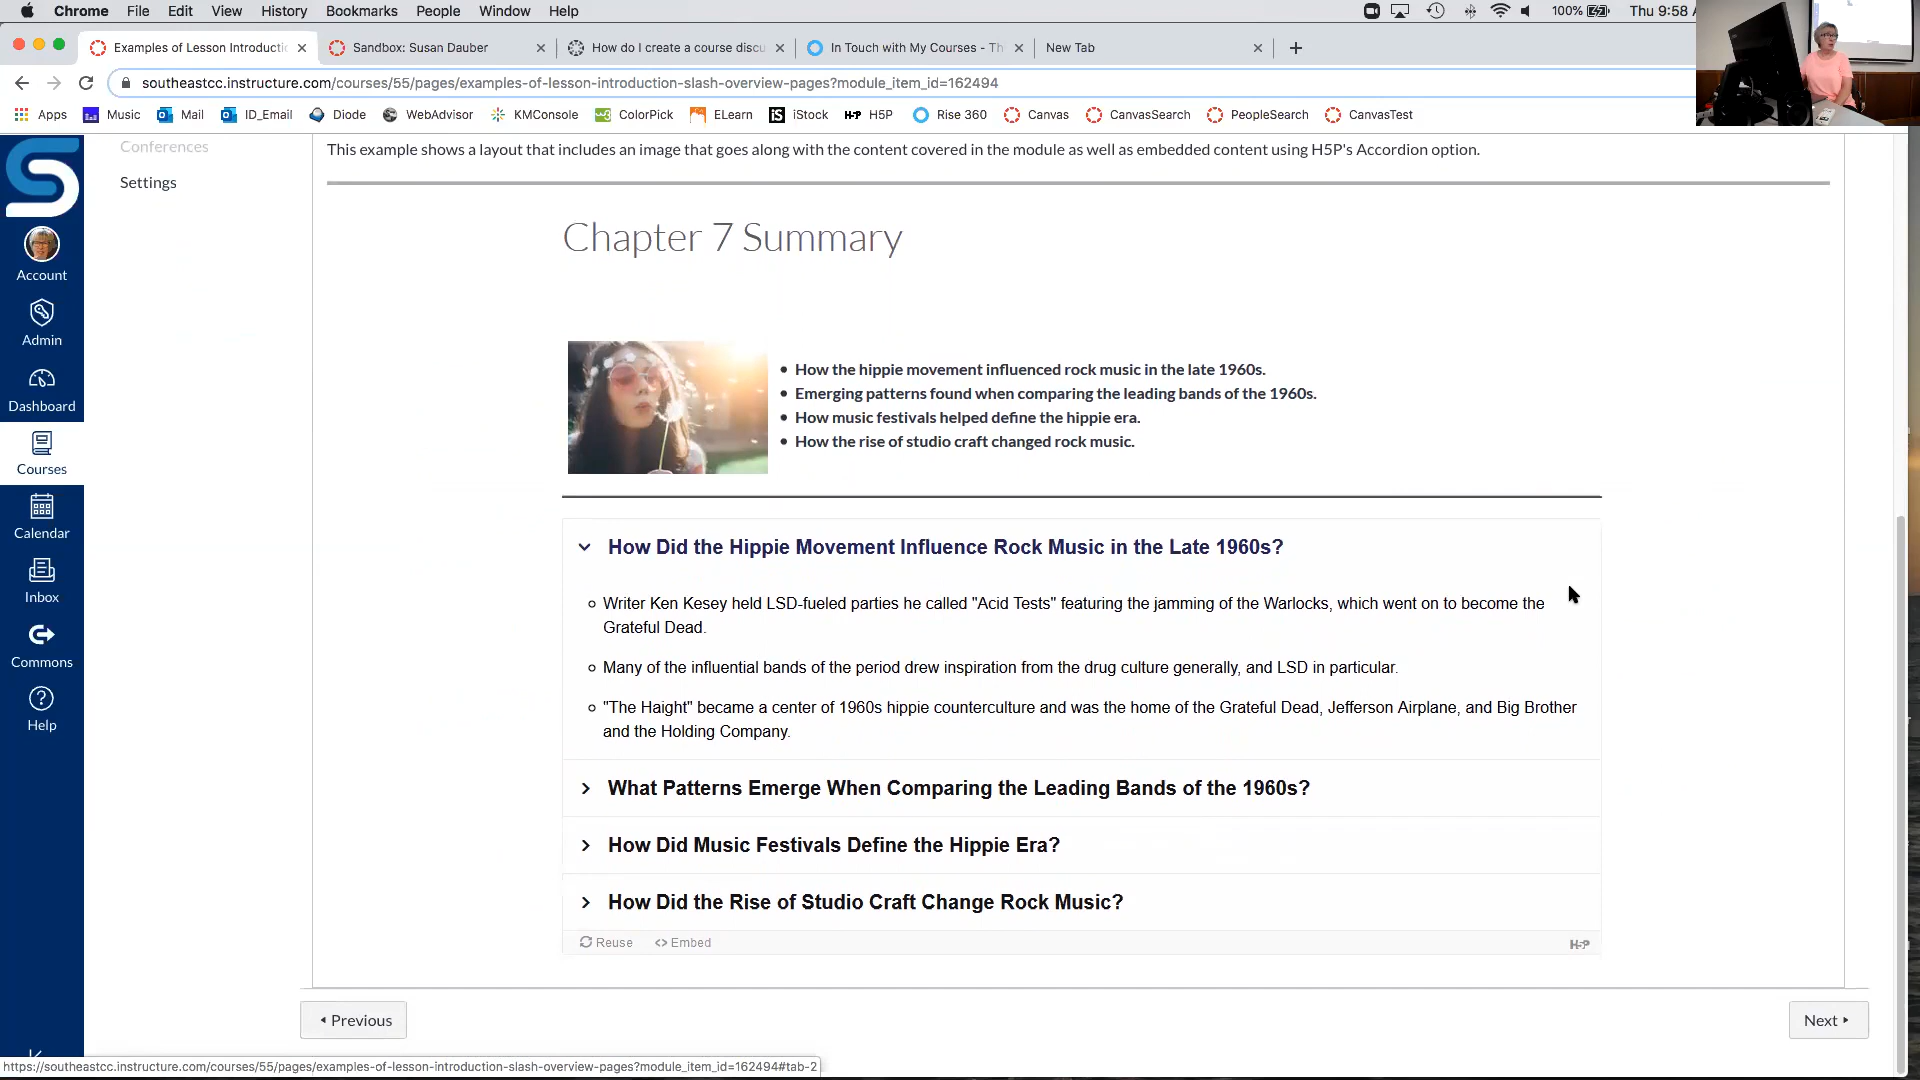 Chrome File Edit View History Bookmarks People Window Help 100% Thu 9:58
Examples of Lesson Introducti Sandbox: Susan Dauber How do I create a course discu In Touch with My Courses - Th New Tab
southeastcc.instructure.com/courses/55/pages/examples-of-lesson-introduction-slash-overview-pages?module_item_id=162494
Apps Music Mail ID_Email Diode WebAdvisor KMConsole ColorPick ELearn iStock H5P Rise 360 Canvas CanvasSearch PeopleSearch CanvasTest
Conferences
Settings
Account
Admin
Dashboard
Courses
Calendar
Inbox
Commons
Help
This example shows a layout that includes an image that goes along with the content covered in the module as well as embedded content using H5P's Accordion option.
Chapter 7 Summary
• How the hippie movement influenced rock music in the late 1960s.
• Emerging patterns found when comparing the leading bands of the 1960s.
• How music festivals helped define the hippie era.
• How the rise of studio craft changed rock music.
How Did the Hippie Movement Influence Rock Music in the Late 1960s?
Writer Ken Kesey held LSD-fueled parties he called "Acid Tests" featuring the jamming of the Warlocks, which went on to become the
Grateful Dead.
Many of the influential bands of the period drew inspiration from the drug culture generally, and LSD in particular.
"The Haight" became a center of 1960s hippie counterculture and was the home of the Grateful Dead, Jefferson Airplane, and Big Brother
and the Holding Company.
What Patterns Emerge When Comparing the Leading Bands of the 1960s?
How Did Music Festivals Define the Hippie Era?
How Did the Rise of Studio Craft Change Rock Music?
Reuse <> Embed H5P
Previous Next
https://southeastcc.instructure.com/courses/55/pages/examples-of-lesson-introduction-slash-overview-pages?module_item_id=162494#tab-2